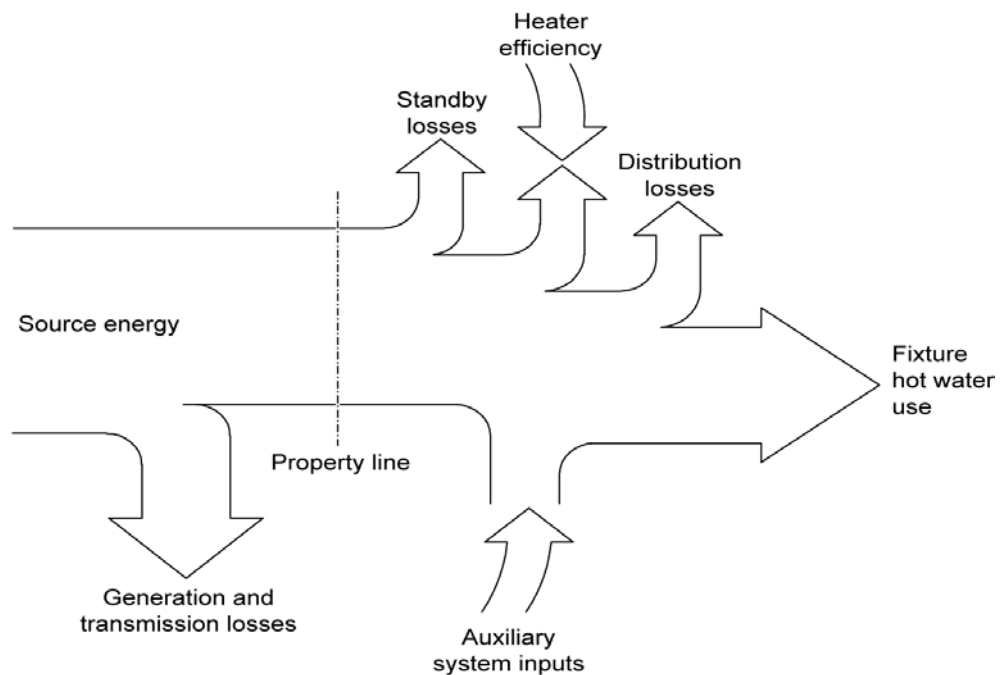 Heater
efficiency
Standby
losses
Distribution
losses
Source energy
Fixture
hot water
use
Property line
Generation and
transmission losses
Auxiliary
system inputs